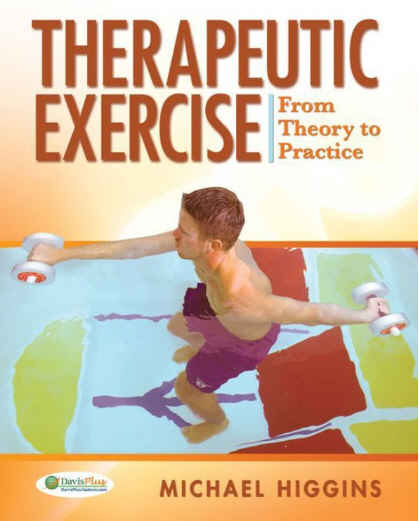 THERAPEUTIC
EXERCISE
From
Theory to
Practice
DavisPlus
MICHAEL HIGGINS